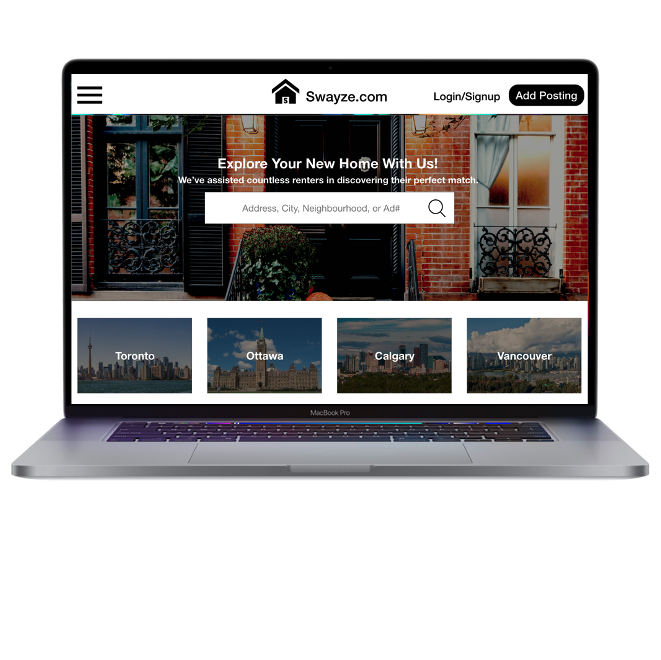 Swayze.com
Login/Signup
Add Posting
Explore Your New Home With Us!
We've assisted countless renters in discovering their perfect match.
Address, City, Neighbourhood, or Ad#
Toronto
Ottawa
Calgary
Vancouver
MacBook Pro